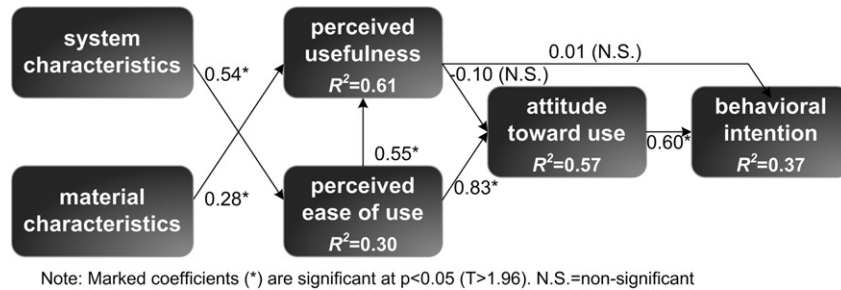 system
characteristics
perceived
usefulness
R²=0.61
0.01 (N.S.)
-0.10 (N.S.)
0.54*
attitude
toward use
R²=0.57
behavioral
intention
R²=0.37
0.60*
0.55*
material
characteristics
0.28*
perceived
ease of use
R²=0.30
0.83*
Note: Marked coefficients (*) are significant at p<0.05 (T>1.96). N.S.=non-significant